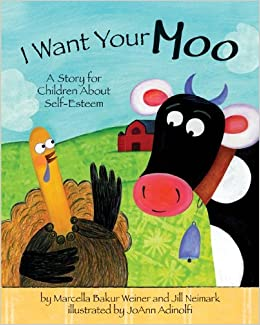 I Want Your Moo
A Story for
Children About
Self-Esteem
by Marcella Bakur Weiner and Jill Neimark
illustrated by JoAnn Adinolfi